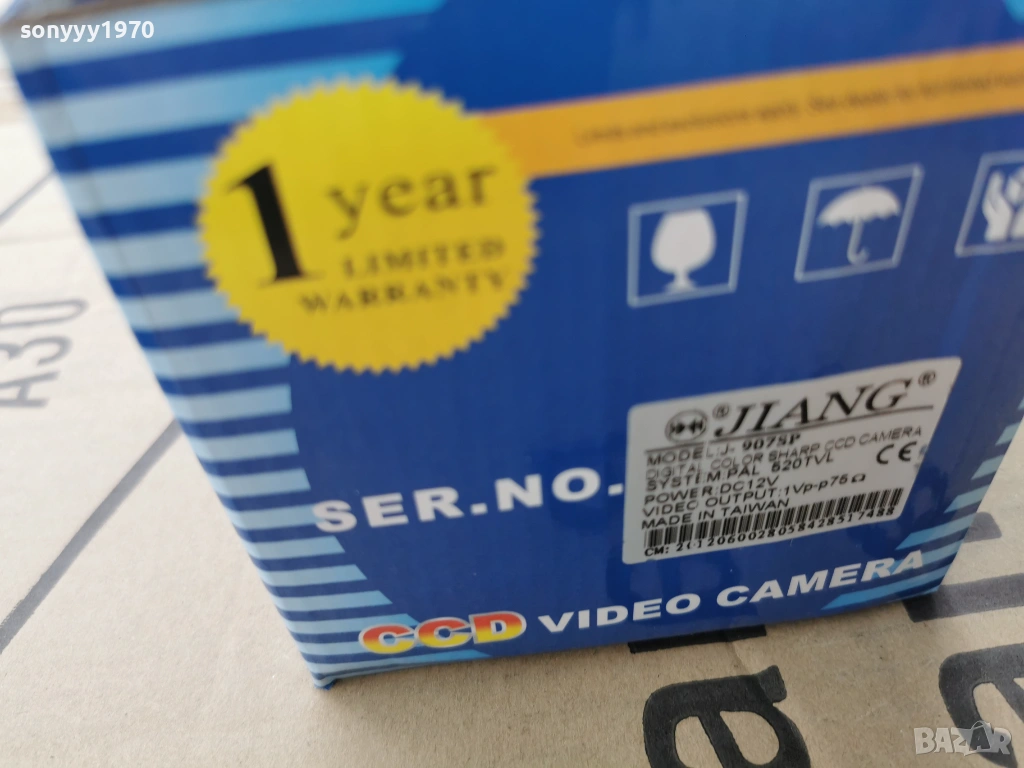 sonyyy1970
1 year
LIMITED
WARRANTY
® JIANG ®
MODEL:J- 907SP
DIGITAL COLOR SHARP CCD CAMERA
SYSTEM:PAL 520TVL
CE
POWER:DC12V
VIDEO OUTPUT:1Vp-p75Ω
MADE IN TAIWAN
SER.NO.
CCD VIDEO CAMERA
A30
BAZAR